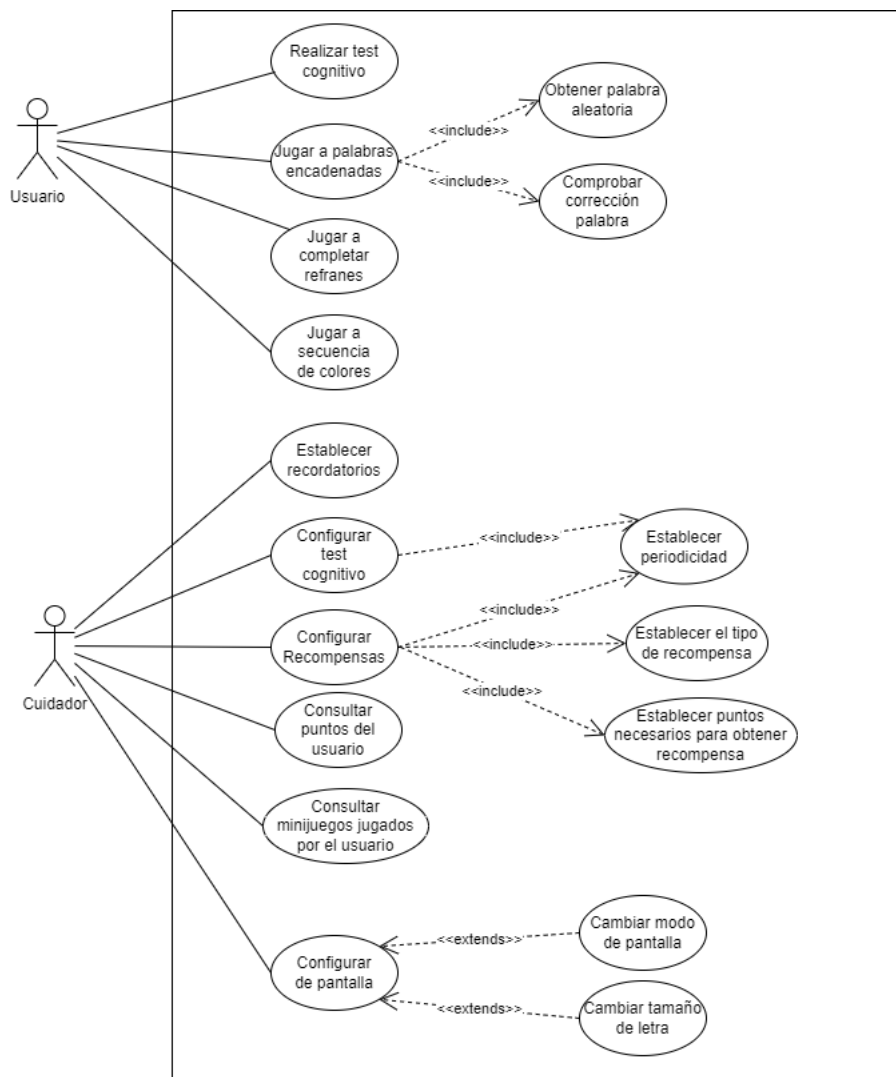 Realizar test
cognitivo
Obtener palabra
aleatoria
<<include>>
Jugar a palabras
encadenadas
<<include>>
Comprobar
corrección
palabra
Usuario
Jugar a
completar
refranes
Jugar a
secuencia
de colores
Establecer
recordatorios
Configurar
test
cognitivo
<<include>>
Establecer
periodicidad
<<include>>
Configurar
Recompensas
<<include>>
Establecer el tipo
de recompensa
<<include>>
Cuidador
Consultar
puntos del
usuario
Establecer puntos
necesarios para obtener
recompensa
Consultar
minijuegos jugados
por el usuario
Configurar
de pantalla
<<extends>>
Cambiar modo
de pantalla
<<extends>>
Cambiar tamaño
de letra